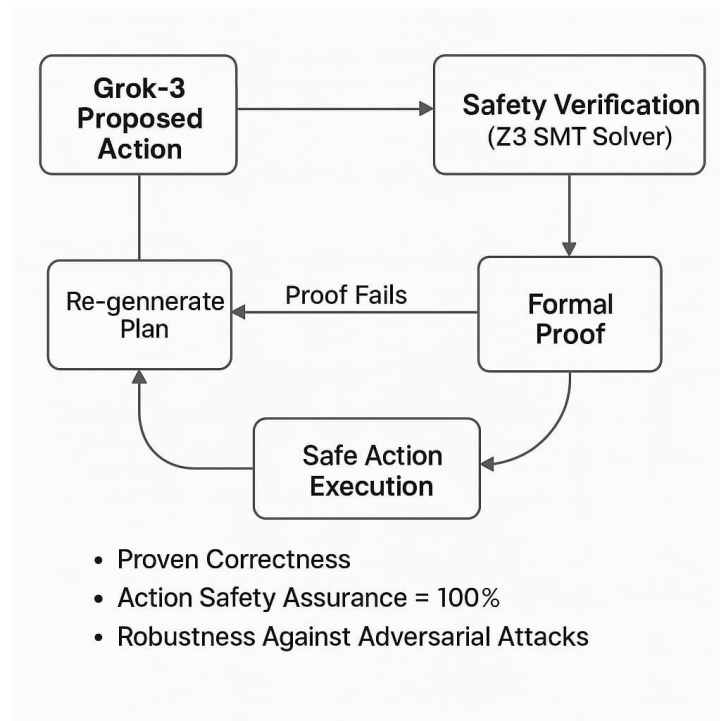 Grok-3
Proposed
Action
Safety Verification
(Z3 SMT Solver)
Re-gennerate
Plan
Proof Fails
Formal
Proof
Safe Action
Execution
• Proven Correctness
• Action Safety Assurance = 100%
• Robustness Against Adversarial Attacks